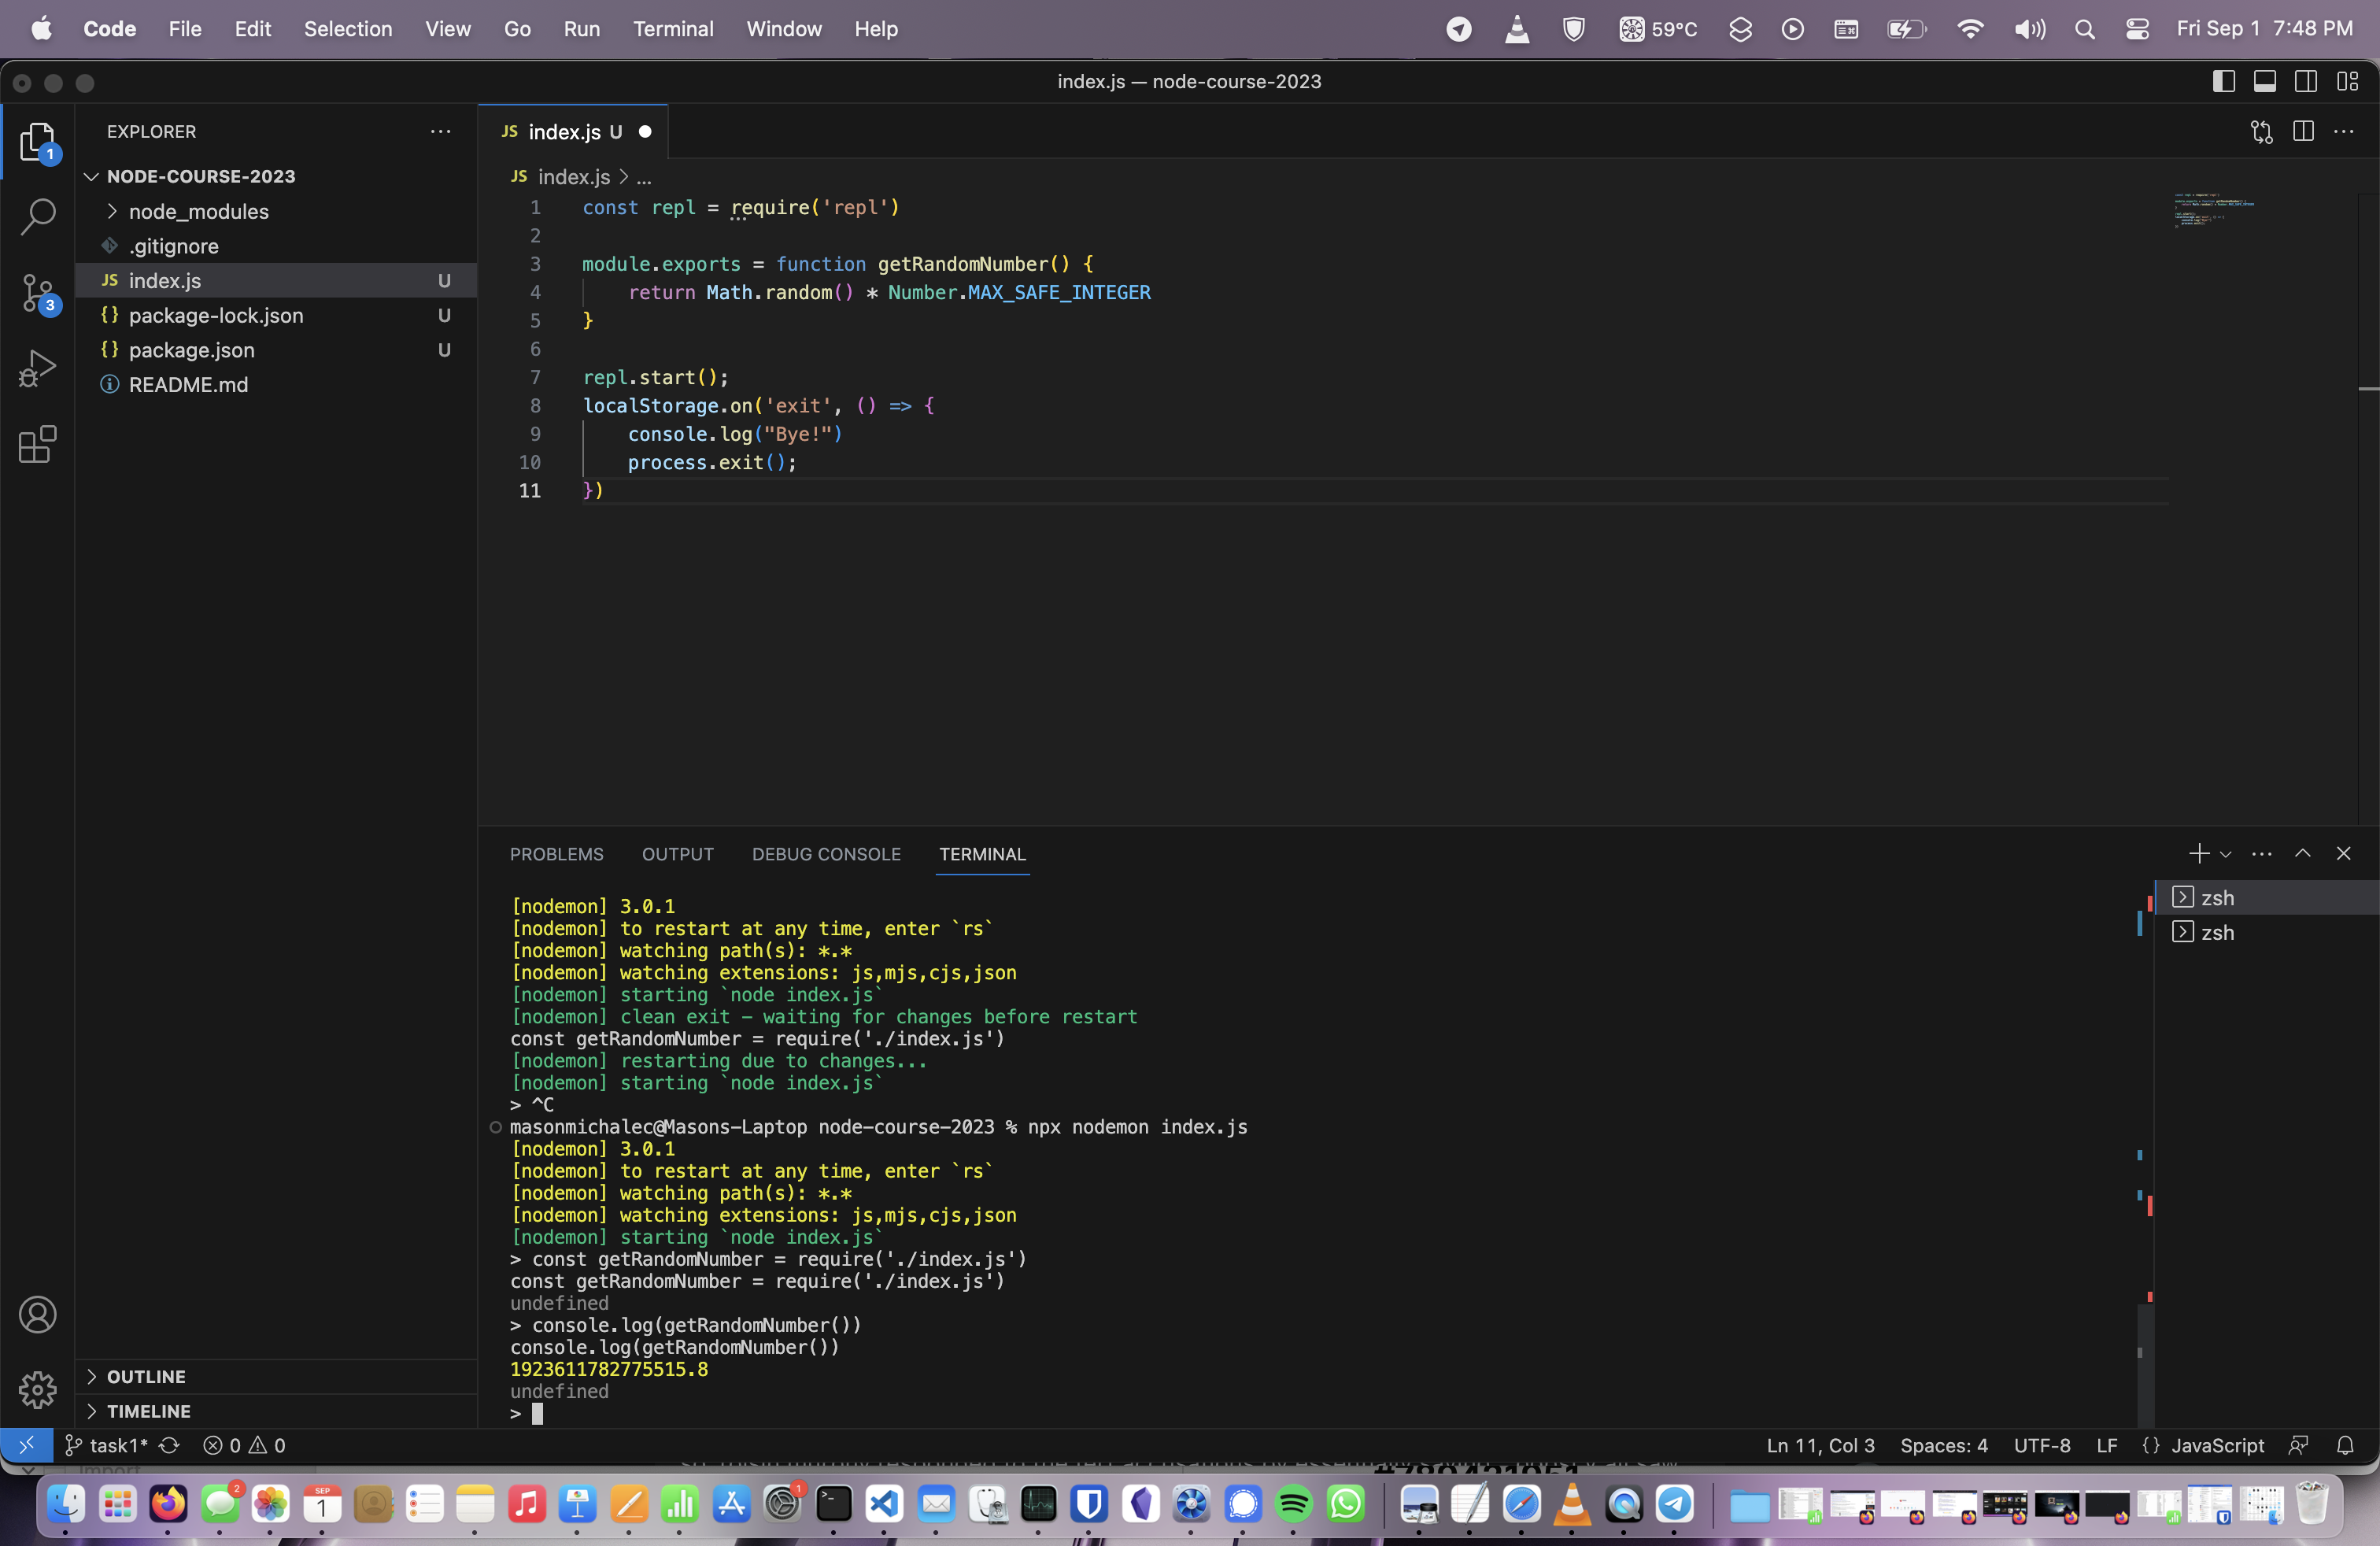 Code File Edit Selection View Go Run Terminal Window Help 59°C Fri Sep 1 7:48 PM
index.js — node-course-2023
EXPLORER
1
NODE-COURSE-2023
node_modules
.gitignore
JS index.js U
{} package-lock.json U
{} package.json U
README.md
3
OUTLINE
TIMELINE
JS index.js U
JS index.js > ...
1 const repl = require('repl')
2
3 module.exports = function getRandomNumber() {
4 return Math.random() * Number.MAX_SAFE_INTEGER
5 }
6
7 repl.start();
8 localStorage.on('exit', () => {
9 console.log("Bye!")
10 process.exit();
11 })
PROBLEMS OUTPUT DEBUG CONSOLE TERMINAL
[nodemon] 3.0.1
[nodemon] to restart at any time, enter `rs`
[nodemon] watching path(s): *.*
[nodemon] watching extensions: js,mjs,cjs,json
[nodemon] starting `node index.js`
[nodemon] clean exit - waiting for changes before restart
const getRandomNumber = require('./index.js')
[nodemon] restarting due to changes...
[nodemon] starting `node index.js`
> ^C
masonmichalec@Masons-Laptop node-course-2023 % npx nodemon index.js
[nodemon] 3.0.1
[nodemon] to restart at any time, enter `rs`
[nodemon] watching path(s): *.*
[nodemon] watching extensions: js,mjs,cjs,json
[nodemon] starting `node index.js`
> const getRandomNumber = require('./index.js')
const getRandomNumber = require('./index.js')
undefined
> console.log(getRandomNumber())
console.log(getRandomNumber())
1923611782775515.8
undefined
>
zsh
zsh
task1* 0 0 Ln 11, Col 3 Spaces: 4 UTF-8 LF {} JavaScript
2
SEP
1
1